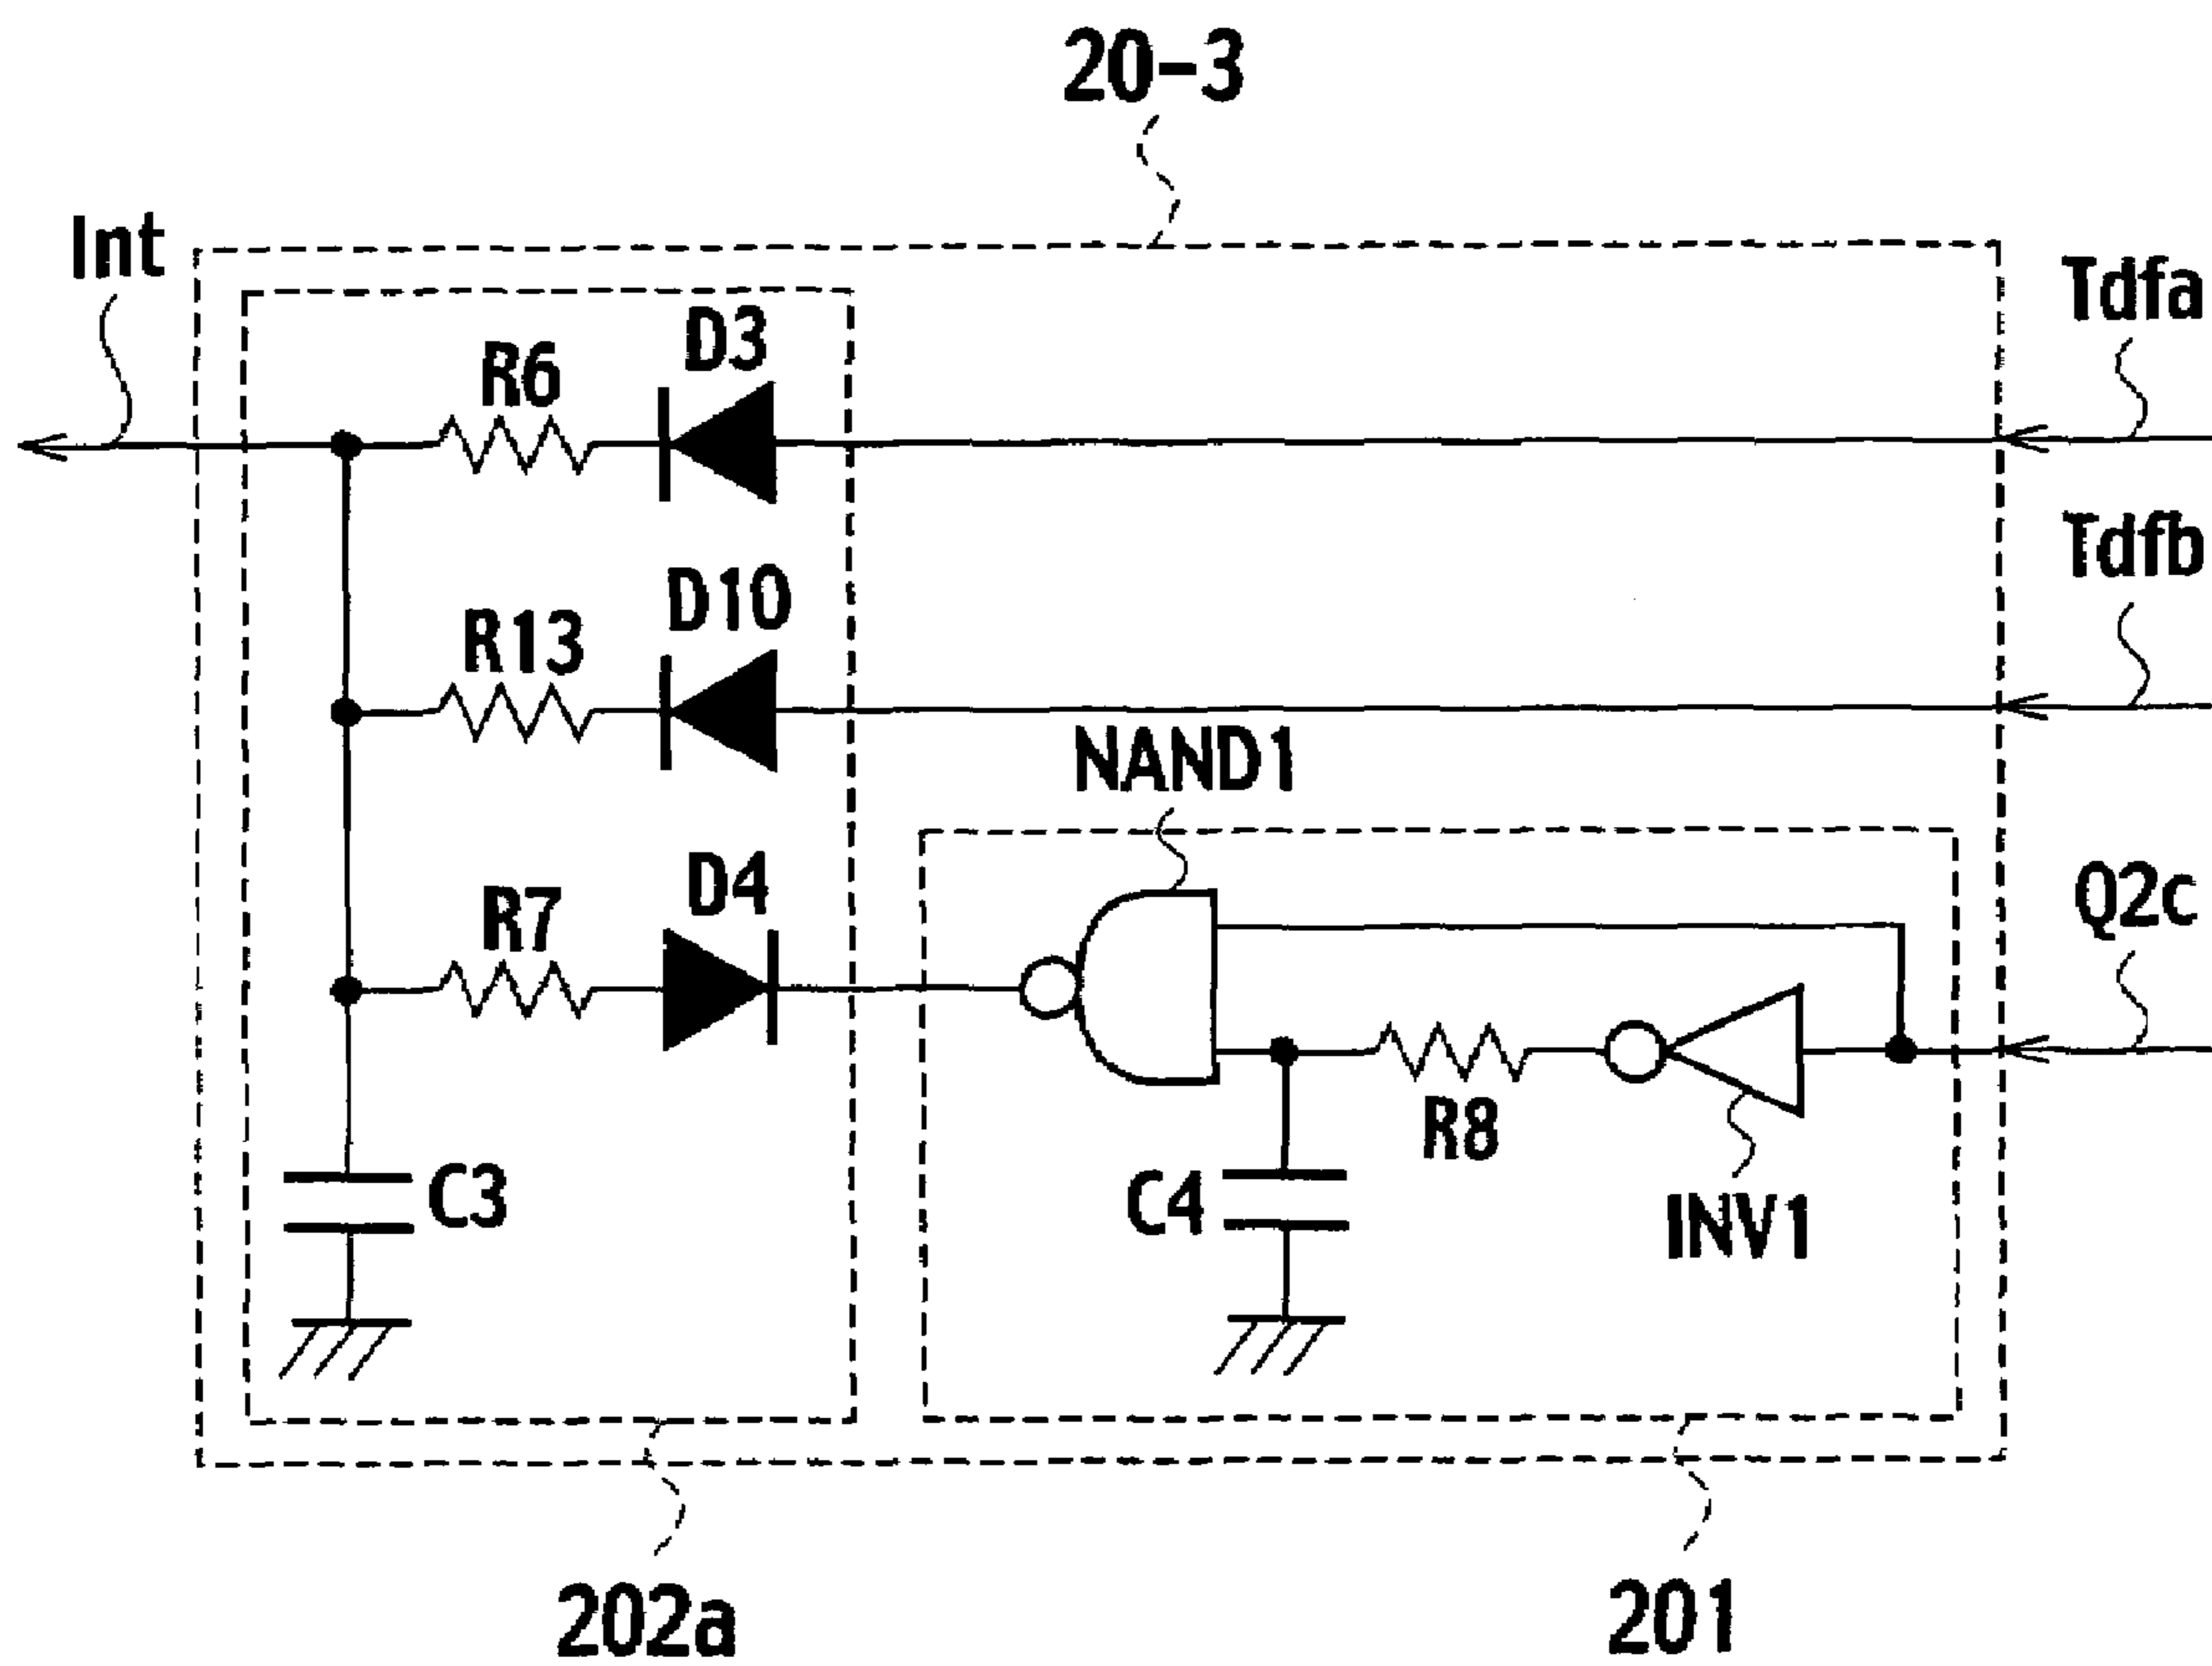 20-3
Int
Tdfa
D3
R6
Tdfb
D10
R13
NAND1
D4
Q2c
R7
R8
C3
C4
INV1
202a
201